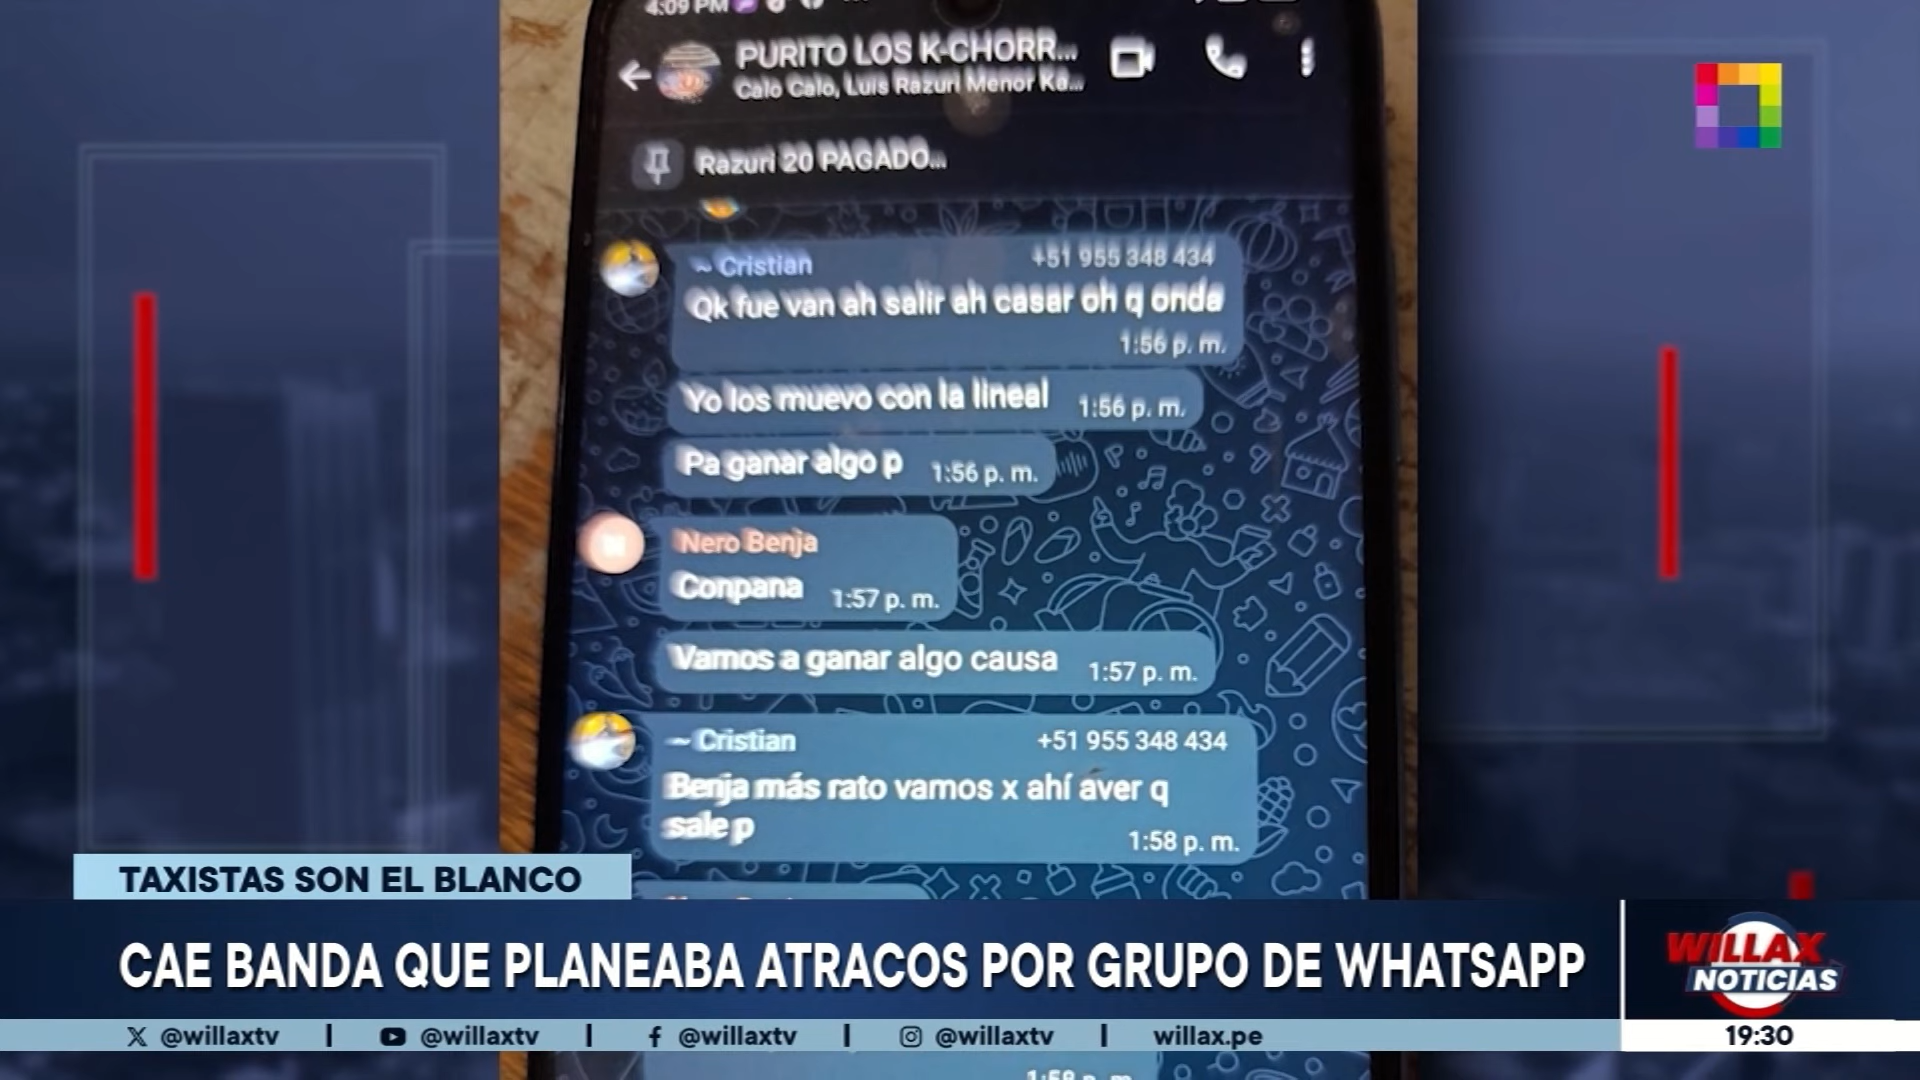 4:09 PM
PURITO LOS K-CHORR...
Calo Calo, Luis Razuri Menor Ka...
Razuri 20 PAGADO...
~ Cristian +51 955 348 434
Qk fue van ah salir ah casar oh q onda
1:56 p. m.
Yo los muevo con la lineal 1:56 p. m.
Pa ganar algo p 1:56 p. m.
Nero Benja
Conpana 1:57 p. m.
Vamos a ganar algo causa 1:57 p. m.
~ Cristian +51 955 348 434
Benja más rato vamos x ahí aver q
sale p
1:58 p. m.
TAXISTAS SON EL BLANCO
CAE BANDA QUE PLANEABA ATRACOS POR GRUPO DE WHATSAPP
WILLAX
NOTICIAS
@willaxtv | @willaxtv | @willaxtv | @willaxtv | willax.pe
19:30
1:58 p. m.